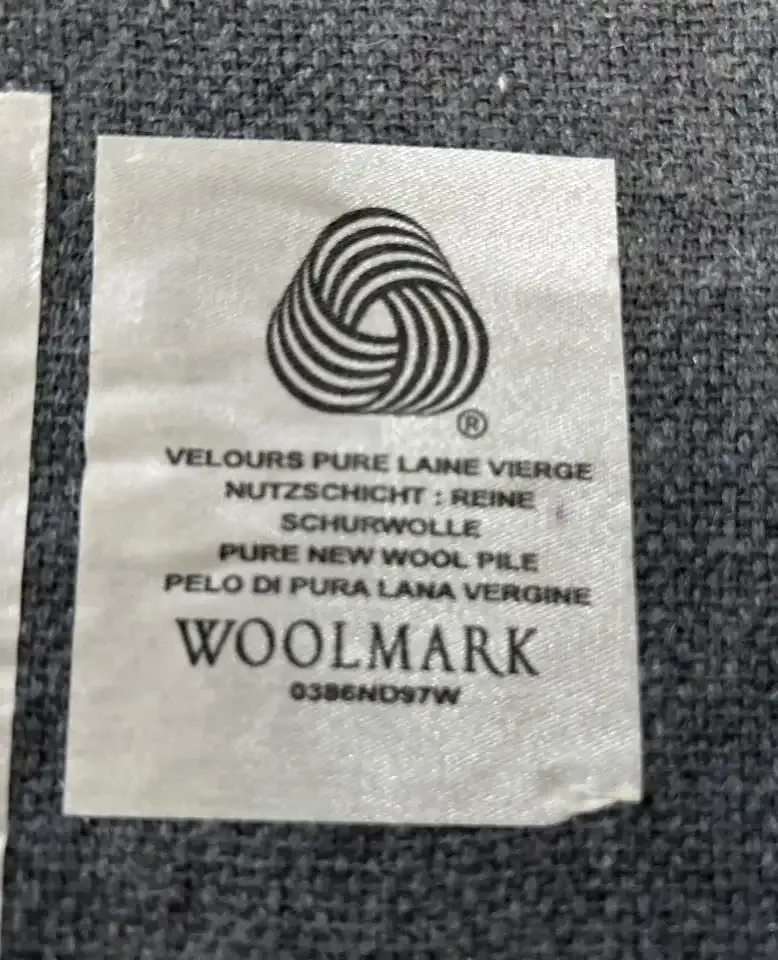 ®
VELOURS PURE LAINE VIERGE
NUTZSCHICHT : REINE
SCHURWOLLE
PURE NEW WOOL PILE
PELO DI PURA LANA VERGINE
WOOLMARK
0386ND97W